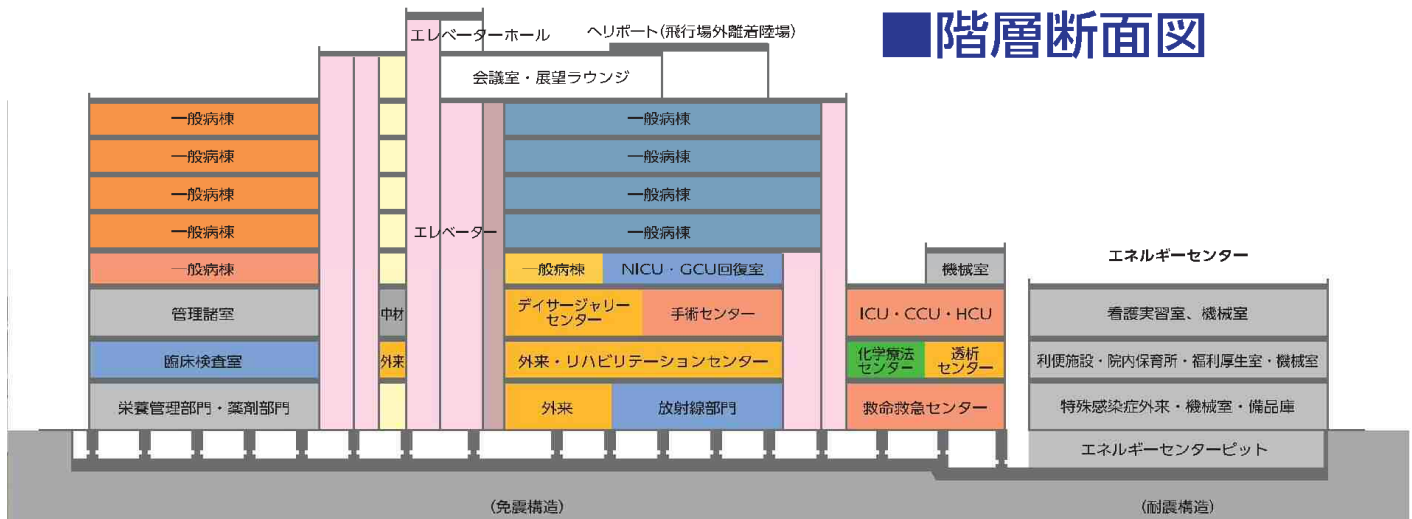 ■階層断面図
エレベーターホール
ヘリポート(飛行場外離着陸場)
会議室・展望ラウンジ
一般病棟
一般病棟
一般病棟
一般病棟
一般病棟
一般病棟
一般病棟
一般病棟
エレベーター
一般病棟
一般病棟
NICU・GCU回復室
機械室
エネルギーセンター
管理諸室
中材
デイサージャリー
センター
手術センター
ICU・CCU・HCU
看護実習室、機械室
臨床検査室
外来
外来・リハビリテーションセンター
化学療法
センター
透析
センター
利便施設・院内保育所・福利厚生室・機械室
栄養管理部門・薬剤部門
外来
放射線部門
救命救急センター
特殊感染症外来・機械室・備品庫
エネルギーセンターピット
(免震構造)
(耐震構造)